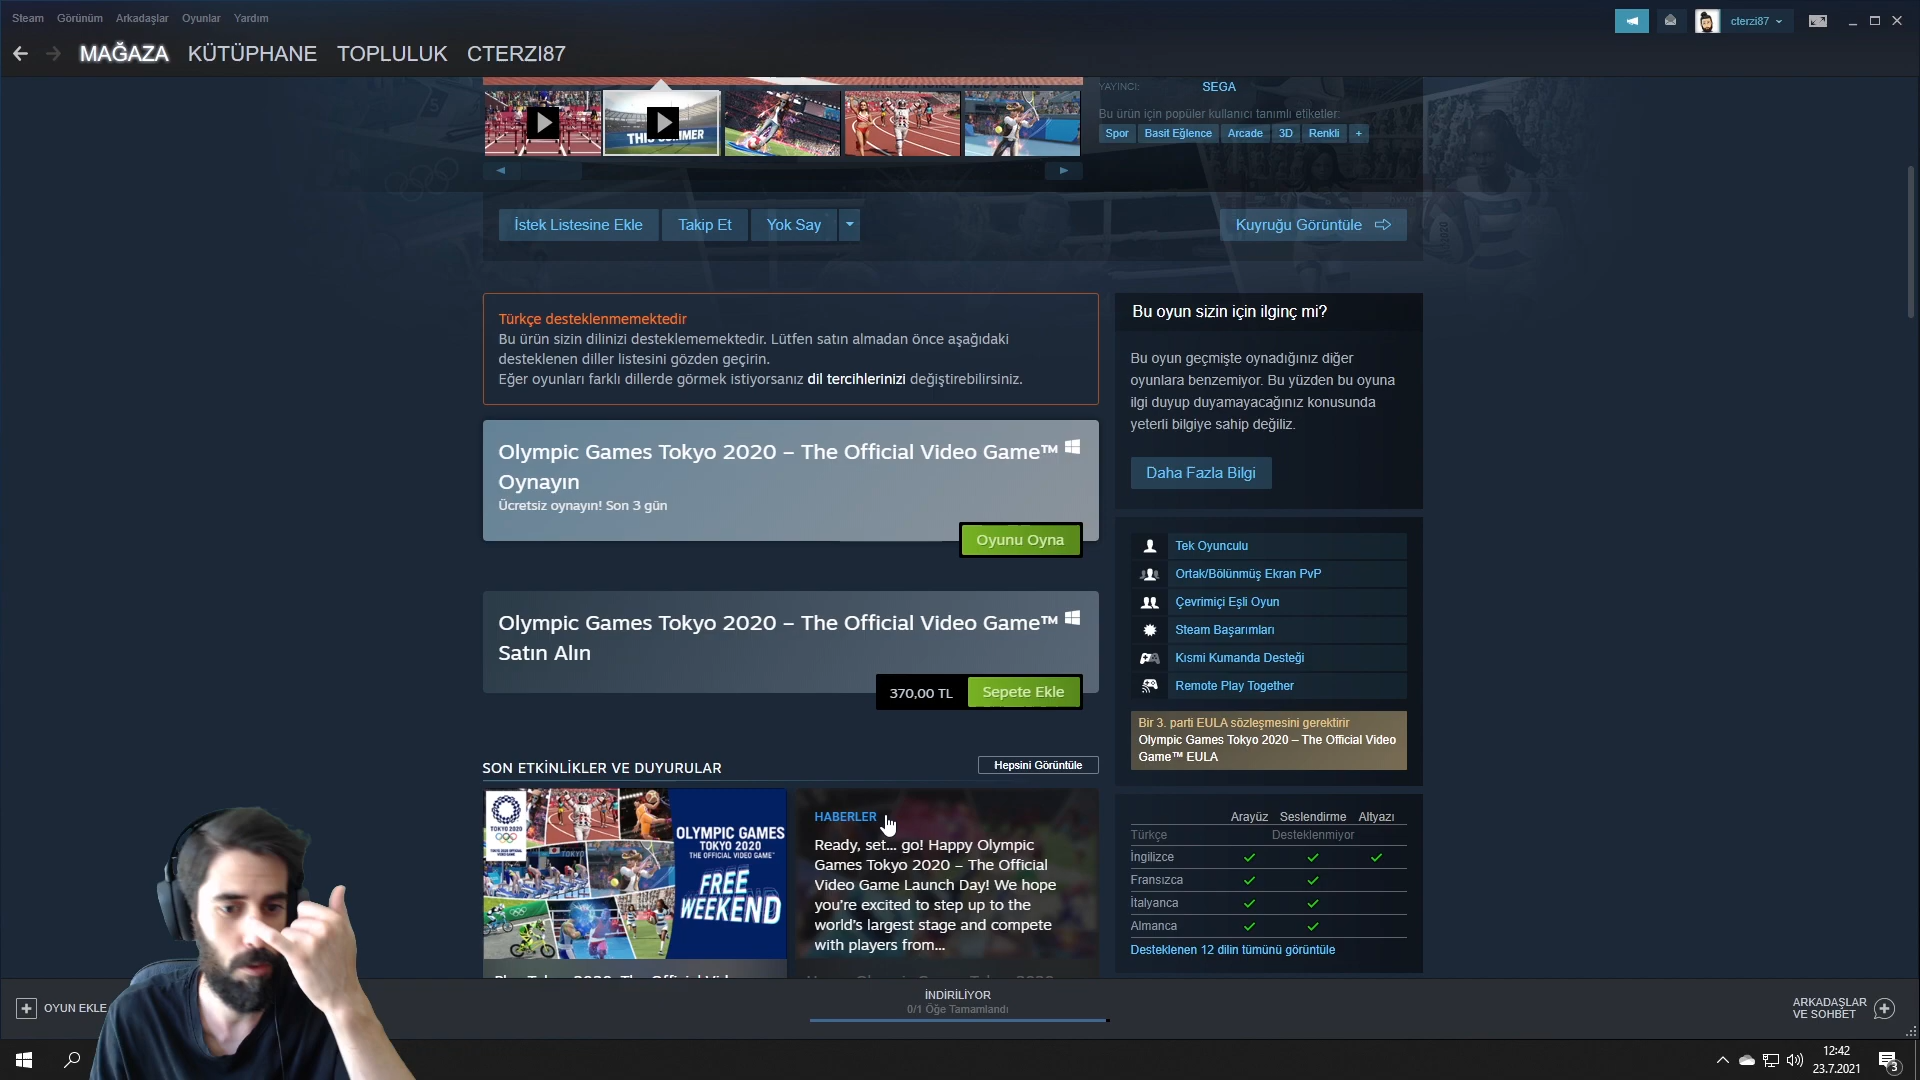 Steam Görünüm Arkadaşlar Oyunlar Yardım
cterzi87
MAĞAZA KÜTÜPHANE TOPLULUK CTERZI87
THIS SUMMER
YAYINCI: SEGA
Bu ürün için popüler kullanıcı tanımlı etiketler:
Spor Basit Eğlence Arcade 3D Renkli +
İstek Listesine Ekle Takip Et Yok Say
Kuyruğu Görüntüle
Türkçe desteklenmemektedir
Bu ürün sizin dilinizi desteklememektedir. Lütfen satın almadan önce aşağıdaki
desteklenen diller listesini gözden geçirin.
Eğer oyunları farklı dillerde görmek istiyorsanız dil tercihlerinizi değiştirebilirsiniz.
Olympic Games Tokyo 2020 – The Official Video Game™
Oynayın
Ücretsiz oynayın! Son 3 gün
Oyunu Oyna
Olympic Games Tokyo 2020 – The Official Video Game™
Satın Alın
370,00 TL Sepete Ekle
SON ETKİNLİKLER VE DUYURULAR
Hepsini Görüntüle
TOKYO 2020
OLYMPIC GAMES
TOKYO 2020
THE OFFICIAL VIDEO GAME™
FREE
WEEKEND
HABERLER
Ready, set... go! Happy Olympic
Games Tokyo 2020 – The Official
Video Game Launch Day! We hope
you're excited to step up to the
world's largest stage and compete
with players from...
Bu oyun sizin için ilginç mi?
Bu oyun geçmişte oynadığınız diğer
oyunlara benzemiyor. Bu yüzden bu oyuna
ilgi duyup duyamayacağınız konusunda
yeterli bilgiye sahip değiliz.
Daha Fazla Bilgi
Tek Oyunculu
Ortak/Bölünmüş Ekran PvP
Çevrimiçi Eşli Oyun
Steam Başarımları
Kısmi Kumanda Desteği
Remote Play Together
Bir 3. parti EULA sözleşmesini gerektirir
Olympic Games Tokyo 2020 – The Official Video
Game™ EULA
Arayüz Seslendirme Altyazı
Türkçe Desteklenmiyor
İngilizce ✓ ✓ ✓
Fransızca ✓ ✓
İtalyanca ✓ ✓
Almanca ✓ ✓
Desteklenen 12 dilin tümünü görüntüle
OYUN EKLE
İNDİRİLİYOR
0/1 Öğe Tamamlandı
ARKADAŞLAR
VE SOHBET
12:42
23.7.2021
3